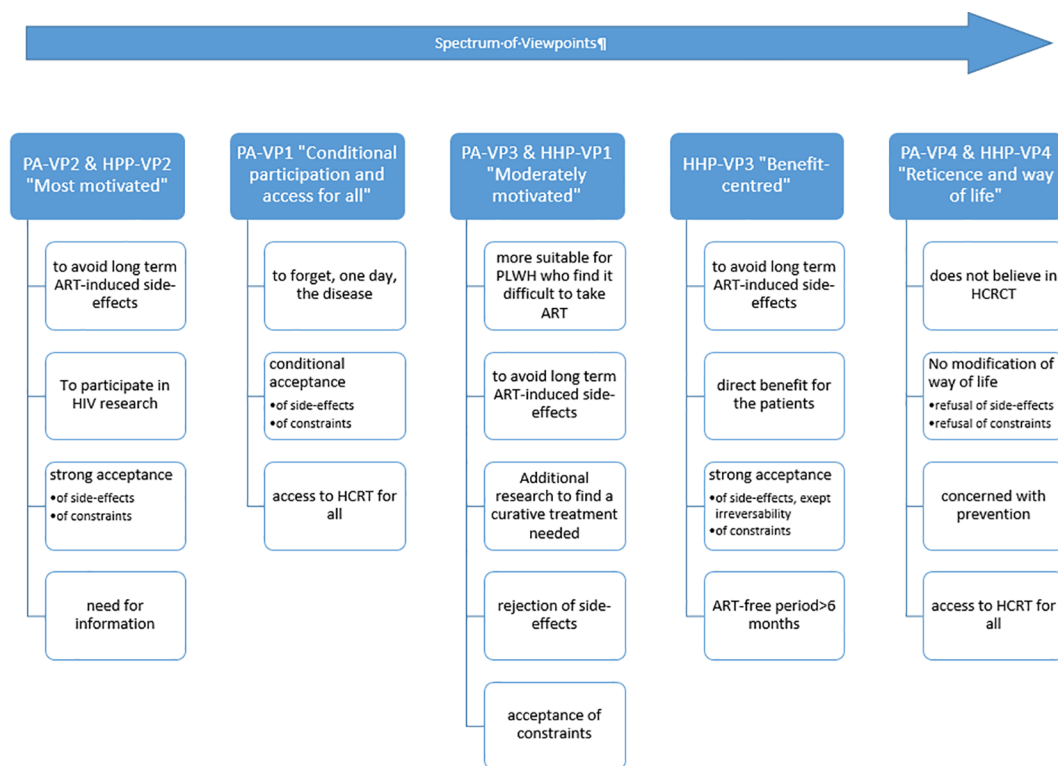 Spectrum·of·Viewpoints¶
PA-VP2 & HPP-VP2
"Most motivated"
to avoid long term
ART-induced side-
effects
To participate in
HIV research
strong acceptance
•of side-effects
•of constraints
need for
information
PA-VP1 "Conditional
participation and
access for all"
to forget, one day,
the disease
conditional
acceptance
•of side-effects
•of constraints
access to HCRT for
all
PA-VP3 & HHP-VP1
"Moderately
motivated"
more suitable for
PLWH who find it
difficult to take
ART
to avoid long term
ART-induced side-
effects
Additional
research to find a
curative treatment
needed
rejection of side-
effects
acceptance of
constraints
HHP-VP3 "Benefit-
centred"
to avoid long term
ART-induced side-
effects
direct benefit for
the patients
strong acceptance
•of side-effects, exept
irreversability
•of constraints
ART-free period>6
months
PA-VP4 & HHP-VP4
"Reticence and way
of life"
does not believe in
HCRCT
No modification of
way of life
•refusal of side-effects
•refusal of constraints
concerned with
prevention
access to HCRT for
all